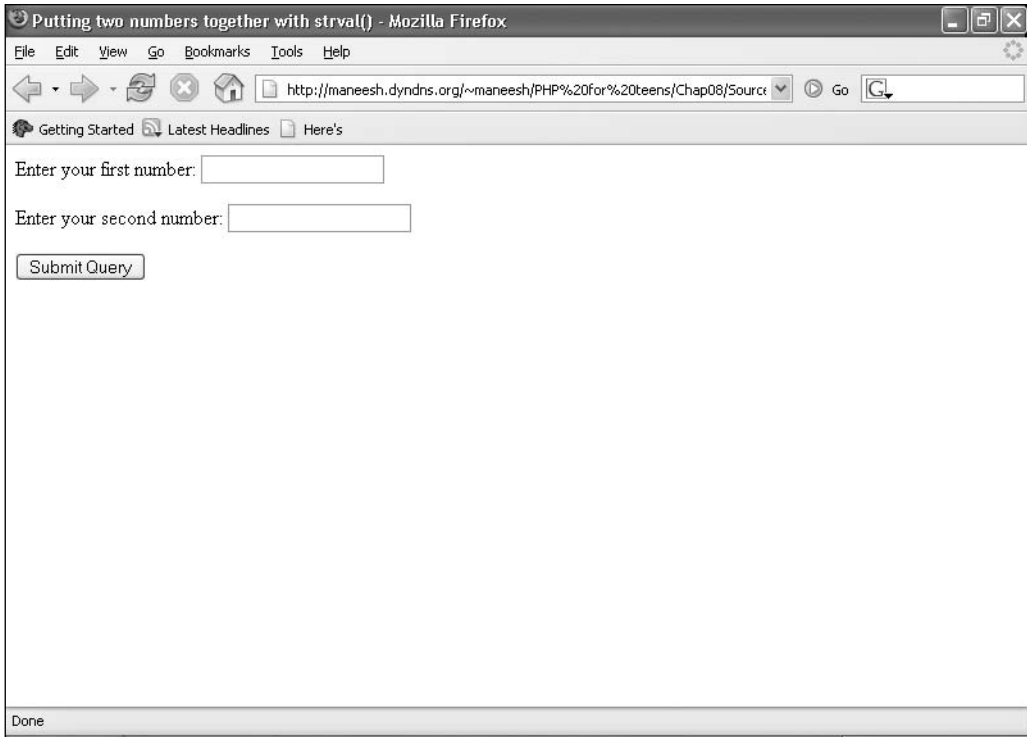 Putting two numbers together with strval() - Mozilla Firefox
File Edit View Go Bookmarks Tools Help
http://maneesh.dyndns.org/~maneesh/PHP%20for%20teens/Chap08/Source Go G
Getting Started Latest Headlines Here's
Enter your first number:
Enter your second number:
Submit Query
Done